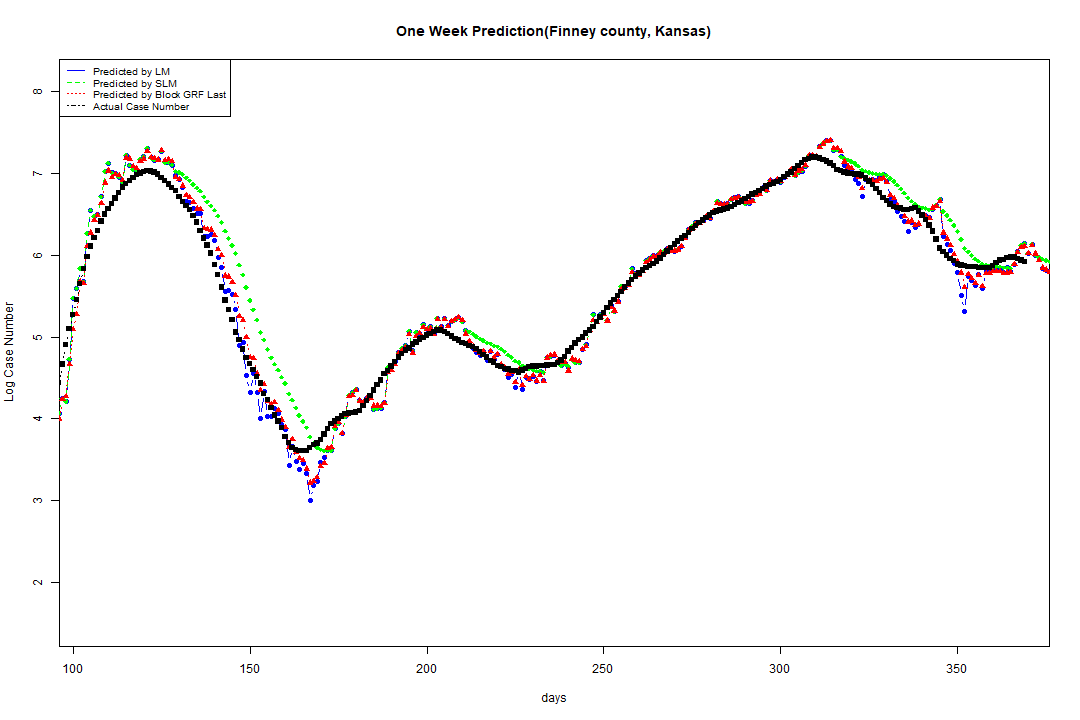 One Week Prediction(Finney county, Kansas)
Predicted by LM
Predicted by SLM
Predicted by Block GRF Last
Actual Case Number
8
7
6
5
4
3
2
Log Case Number
100 150 200 250 300 350
days